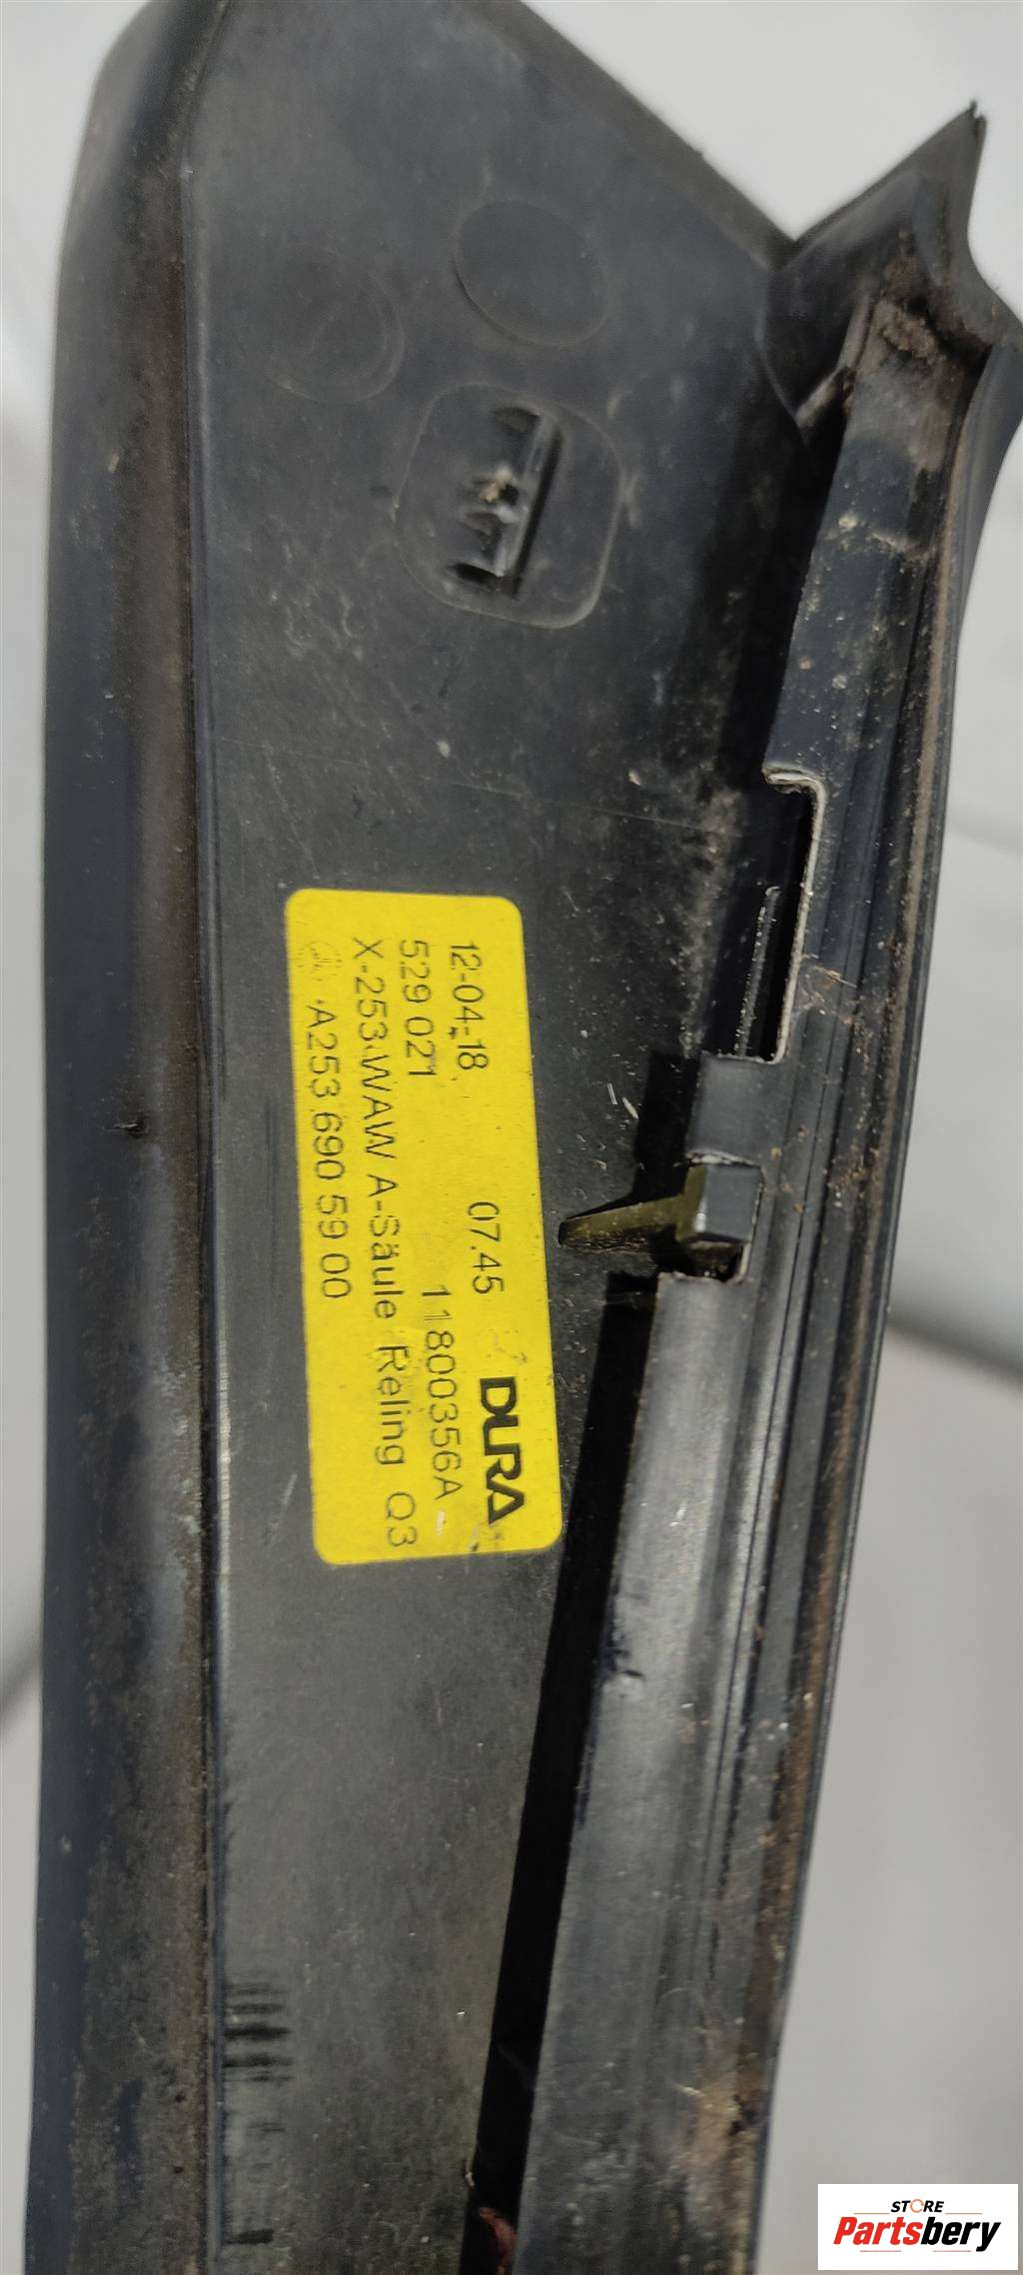 12-04-18 07.45 DURA
529 021 11800356A
X-253 WAW A-Säule Reling Q3
A253 690 59 00
STORE
Partsbery